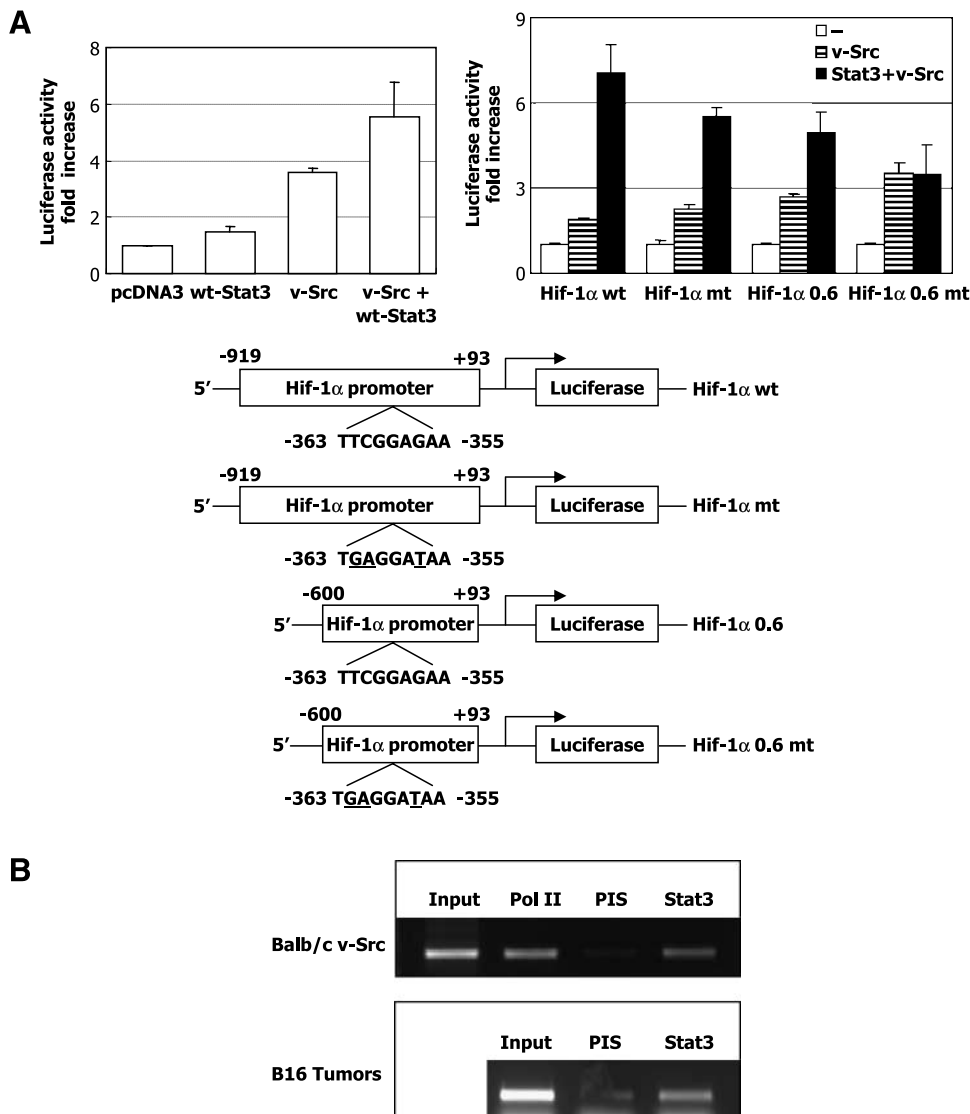 A
Luciferase activity
fold increase
8
6
4
2
0
pcDNA3 wt-Stat3 v-Src v-Src +
wt-Stat3
Luciferase activity
fold increase
9
6
3
0
–
v-Src
Stat3+v-Src
Hif-1α wt Hif-1α mt Hif-1α 0.6 Hif-1α 0.6 mt
-919 +93
5′ Hif-1α promoter Luciferase Hif-1α wt
-363 TTCGGAGAA -355
-919 +93
5′ Hif-1α promoter Luciferase Hif-1α mt
-363 TGAGGATAA -355
-600 +93
5′ Hif-1α promoter Luciferase Hif-1α 0.6
-363 TTCGGAGAA -355
-600 +93
5′ Hif-1α promoter Luciferase Hif-1α 0.6 mt
-363 TGAGGATAA -355
B
Input Pol II PIS Stat3
Balb/c v-Src
Input PIS Stat3
B16 Tumors